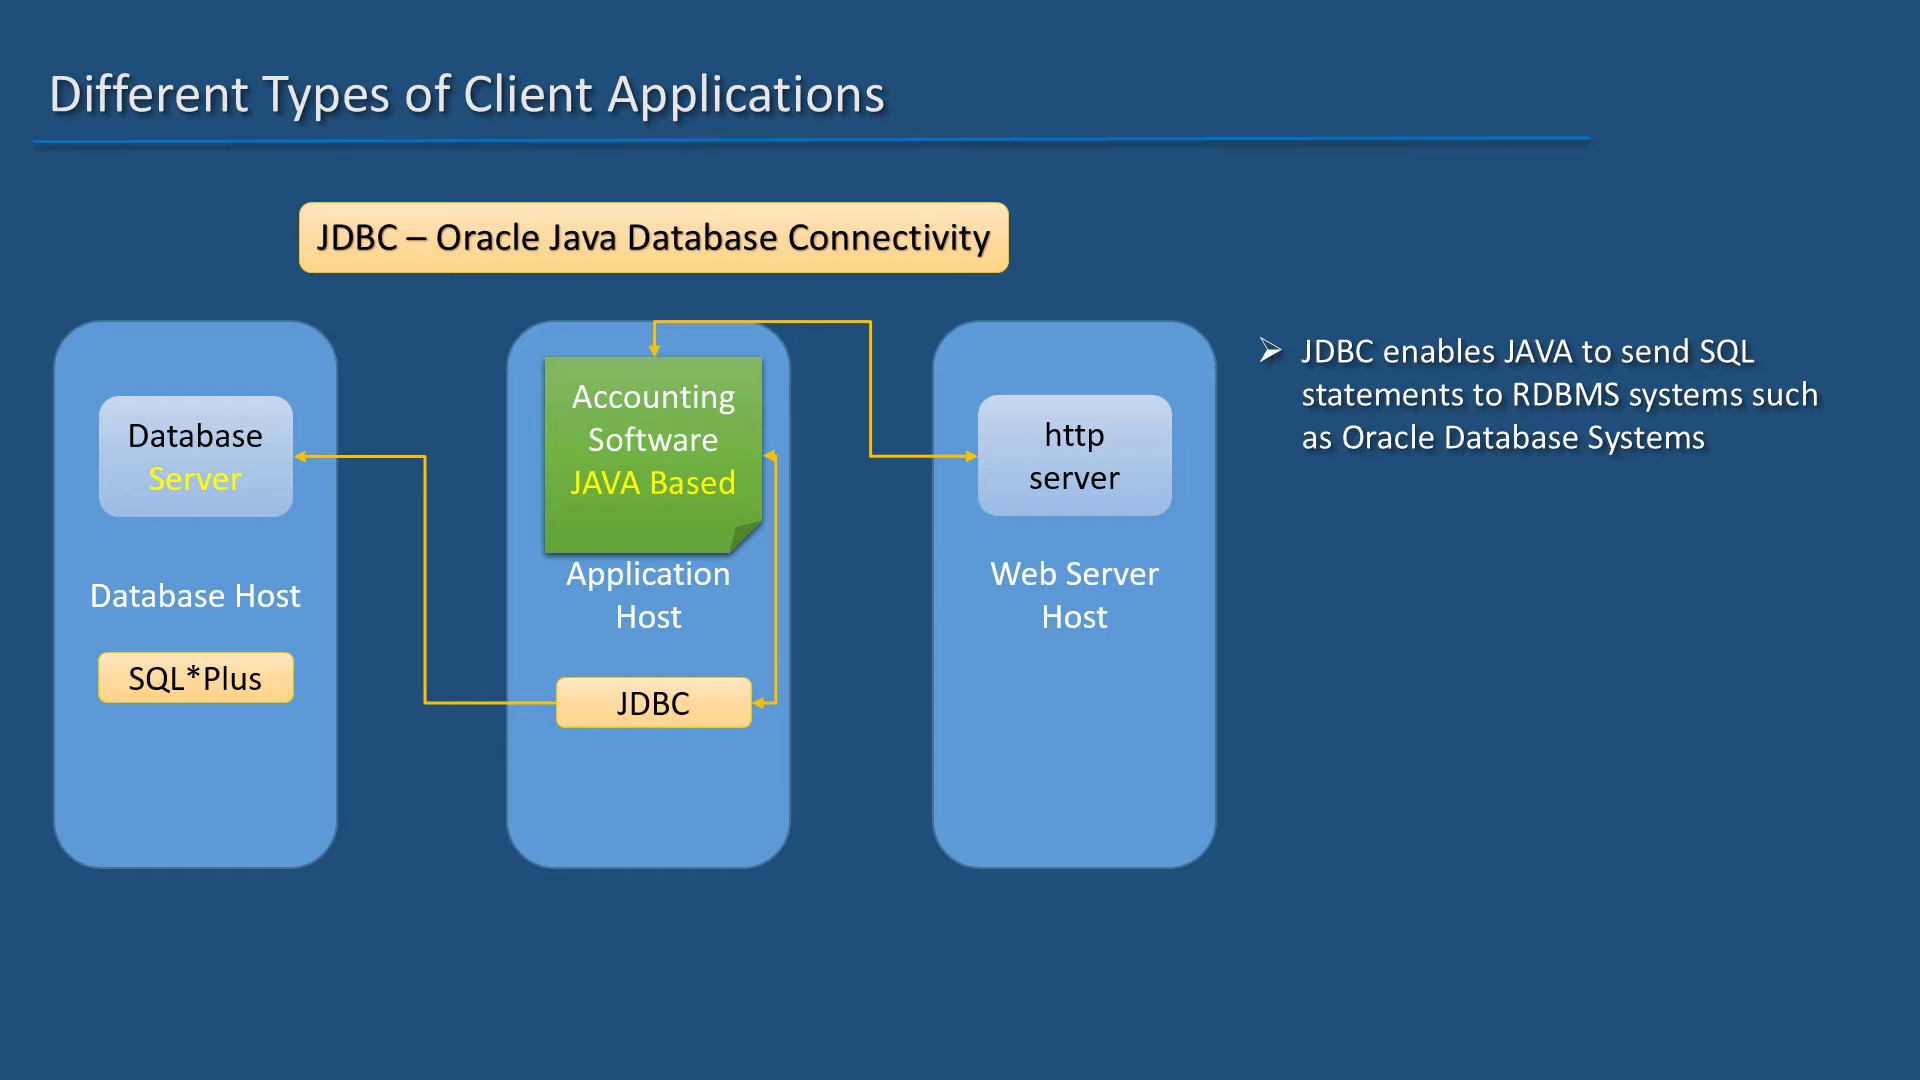 Different Types of Client Applications
JDBC – Oracle Java Database Connectivity
Database
Server
Database Host
SQL*Plus
Accounting
Software
JAVA Based
Application
Host
JDBC
http
server
Web Server
Host
➢ JDBC enables JAVA to send SQL
statements to RDBMS systems such
as Oracle Database Systems